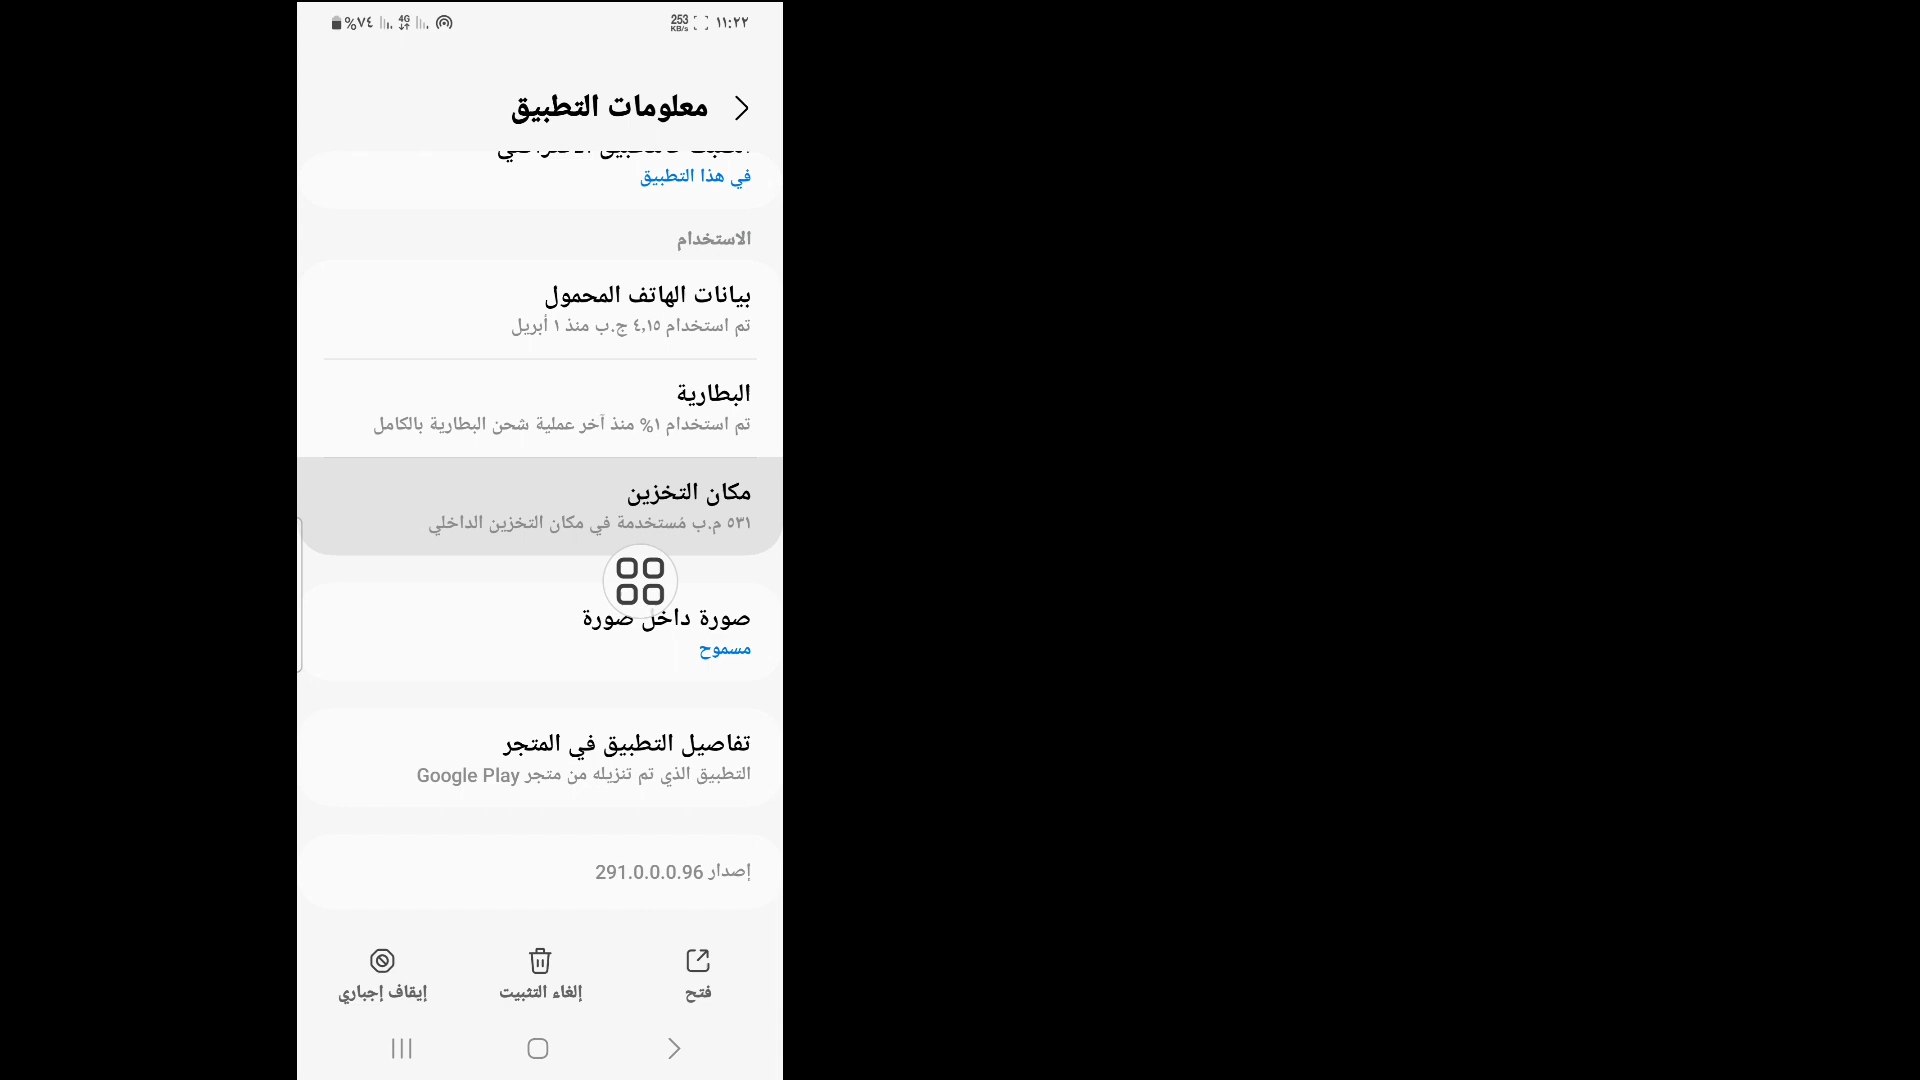 ١١:٢٢ 253 KB/s 4G %٧٤
معلومات التطبيق
في هذا التطبيق
الاستخدام
بيانات الهاتف المحمول
تم استخدام ٤,١٥ ج.ب منذ ١ أبريل
البطارية
تم استخدام ١% منذ آخر عملية شحن البطارية بالكامل
مكان التخزين
٥٣١ م.ب مُستخدمة في مكان التخزين الداخلي
صورة داخل صورة
مسموح
تفاصيل التطبيق في المتجر
التطبيق الذي تم تنزيله من متجر Google Play
إصدار 291.0.0.0.96
فتح
إلغاء التثبيت
إيقاف إجباري